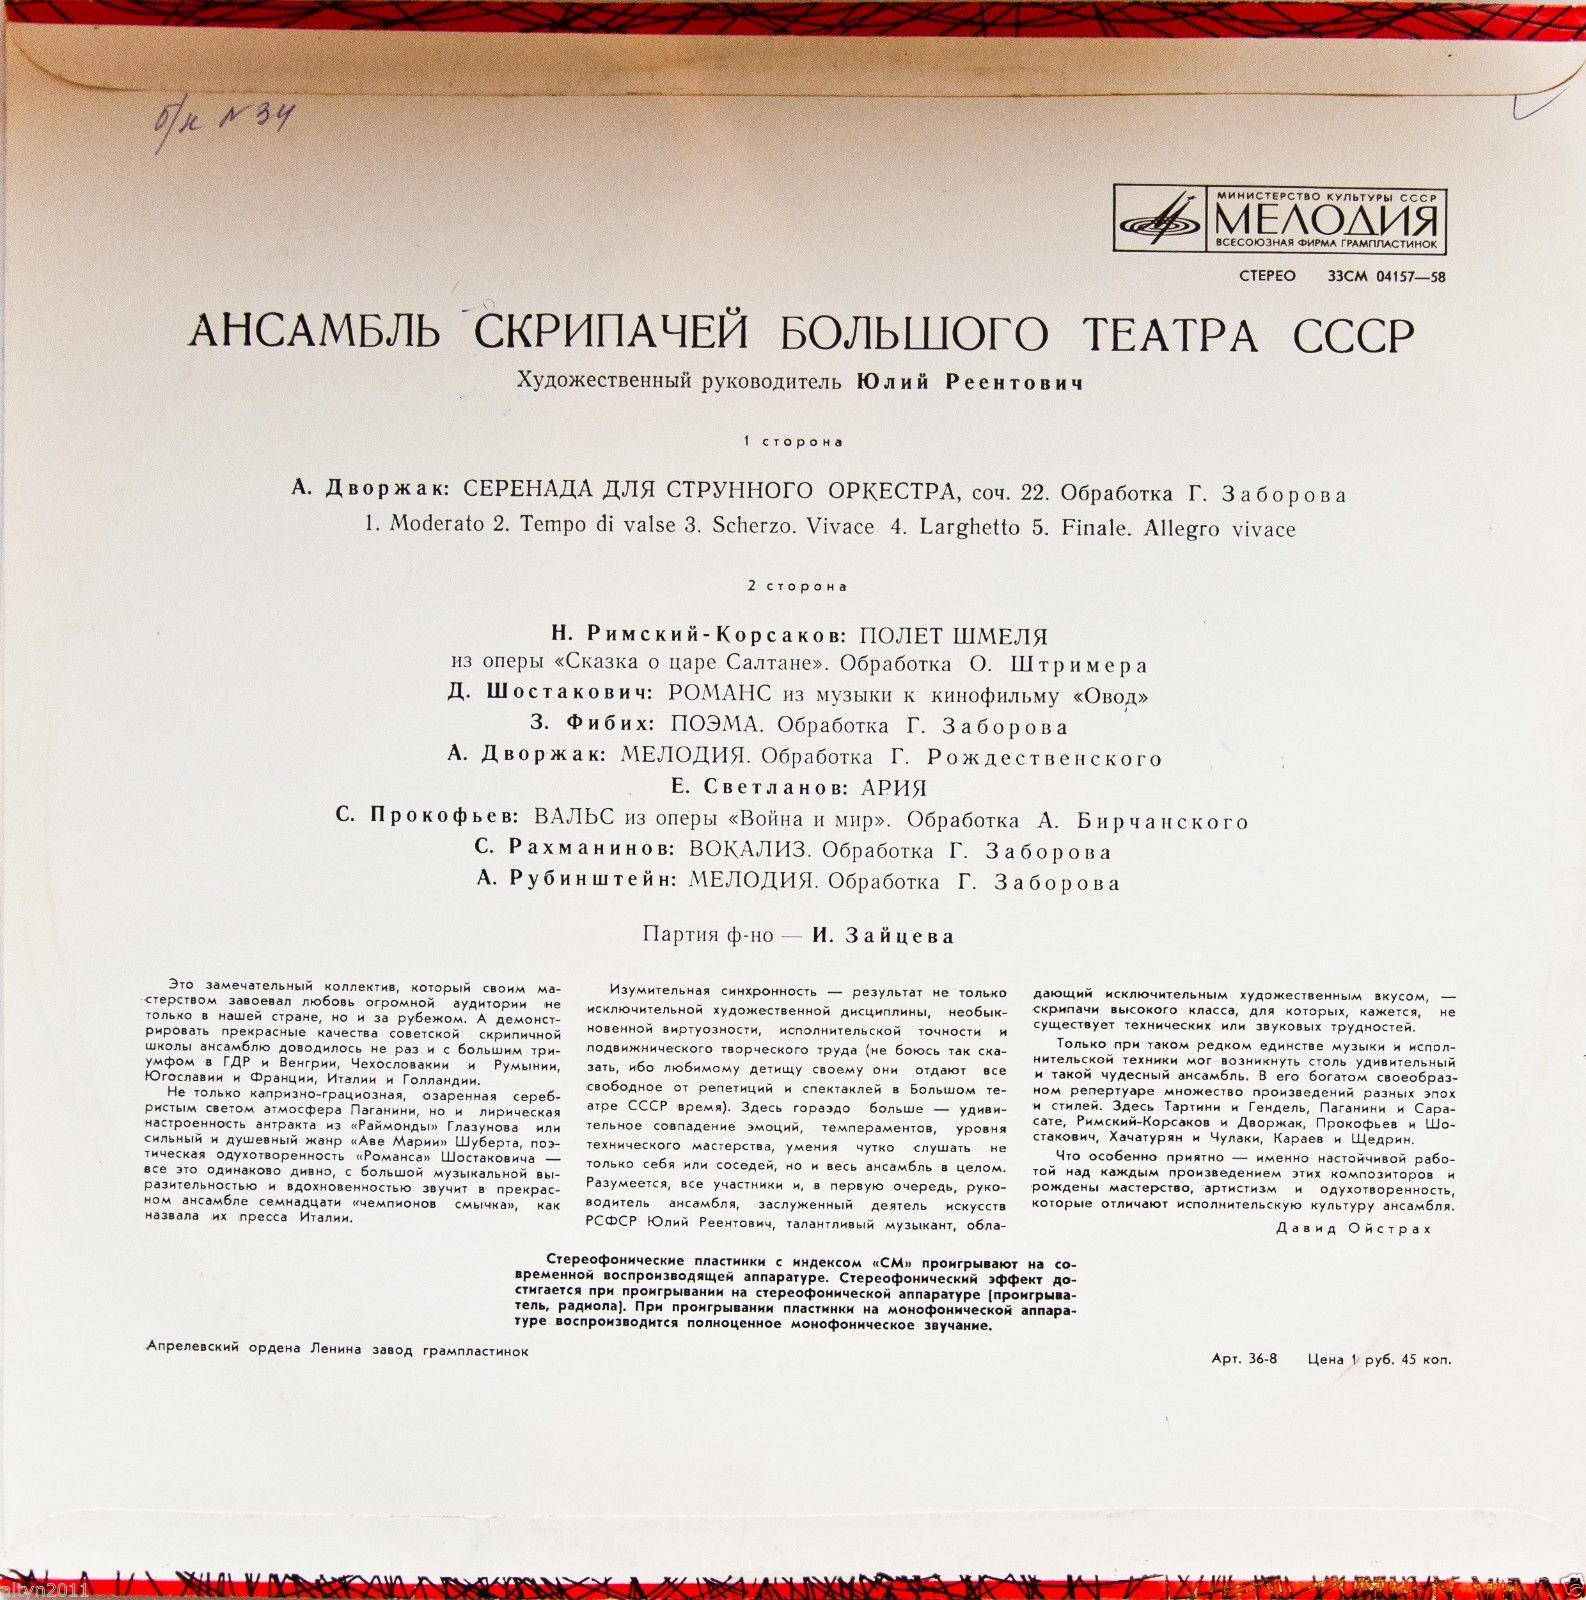 б/н N 34
МИНИСТЕРСТВО КУЛЬТУРЫ СССР
МЕЛОДИЯ
ВСЕСОЮЗНАЯ ФИРМА ГРАМПЛАСТИНОК
СТЕРЕО 33СМ 04157—58
АНСАМБЛЬ СКРИПАЧЕЙ БОЛЬШОГО ТЕАТРА СССР
Художественный руководитель Юлий Реентович
1 сторона
А. Дворжак: СЕРЕНАДА ДЛЯ СТРУННОГО ОРКЕСТРА, соч. 22. Обработка Г. Заборова
1. Moderato 2. Tempo di valse 3. Scherzo. Vivace 4. Larghetto 5. Finale. Allegro vivace
2 сторона
Н. Римский-Корсаков: ПОЛЕТ ШМЕЛЯ
из оперы «Сказка о царе Салтане». Обработка О. Штримера
Д. Шостакович: РОМАНС из музыки к кинофильму «Овод»
З. Фибих: ПОЭМА. Обработка Г. Заборова
А. Дворжак: МЕЛОДИЯ. Обработка Г. Рождественского
Е. Светланов: АРИЯ
С. Прокофьев: ВАЛЬС из оперы «Война и мир». Обработка А. Бирчанского
С. Рахманинов: ВОКАЛИЗ. Обработка Г. Заборова
А. Рубинштейн: МЕЛОДИЯ. Обработка Г. Заборова
Партия ф-но — И. Зайцева
Это замечательный коллектив, который своим ма-
стерством завоевал любовь огромной аудитории не
только в нашей стране, но и за рубежом. А демонст-
рировать прекрасные качества советской скрипичной
школы ансамблю доводилось не раз и с большим три-
умфом в ГДР и Венгрии, Чехословакии и Румынии,
Югославии и Франции, Италии и Голландии.
Не только капризно-грациозная, озаренная сереб-
ристым светом атмосфера Паганини, но и лирическая
настроенность антракта из «Раймонды» Глазунова или
сильный и душевный жанр «Аве Марии» Шуберта, поэ-
тическая одухотворенность «Романса» Шостаковича —
все это одинаково дивно, с большой музыкальной вы-
разительностью и вдохновенностью звучит в прекрас-
ном ансамбле семнадцати «чемпионов смычка», как
назвала их пресса Италии.
Изумительная синхронность — результат не только
исключительной художественной дисциплины, необык-
новенной виртуозности, исполнительской точности и
подвижнического творческого труда (не боюсь так ска-
зать, ибо любимому детищу своему они отдают все
свободное от репетиций и спектаклей в Большом те-
атре СССР время). Здесь гораздо больше — удиви-
тельное совпадение эмоций, темпераментов, уровня
технического мастерства, умения чутко слушать не
только себя или соседей, но и весь ансамбль в целом.
Разумеется, все участники и, в первую очередь, руко-
водитель ансамбля, заслуженный деятель искусств
РСФСР Юлий Реентович, талантливый музыкант, обла-
дающий исключительным художественным вкусом, —
скрипачи высокого класса, для которых, кажется, не
существует технических или звуковых трудностей.
Только при таком редком единстве музыки и испол-
нительской техники мог возникнуть столь удивительный
и такой чудесный ансамбль. В его богатом своеобраз-
ном репертуаре множество произведений разных эпох
и стилей. Здесь Тартини и Гендель, Паганини и Сара-
сате, Римский-Корсаков и Дворжак, Прокофьев и Шо-
стакович, Хачатурян и Чулаки, Караев и Щедрин.
Что особенно приятно — именно настойчивой рабо-
той над каждым произведением этих композиторов и
рождены мастерство, артистизм и одухотворенность,
которые отличают исполнительскую культуру ансамбля.
Давид Ойстрах
Стереофонические пластинки с индексом «СМ» проигрывают на со-
временной воспроизводящей аппаратуре. Стереофонический эффект до-
стигается при проигрывании на стереофонической аппаратуре (проигрыва-
тель, радиола). При проигрывании пластинки на монофонической аппара-
туре воспроизводится полноценное монофоническое звучание.
Апрелевский ордена Ленина завод грампластинок
Арт. 36-8 Цена 1 руб. 45 коп.
altyn2011